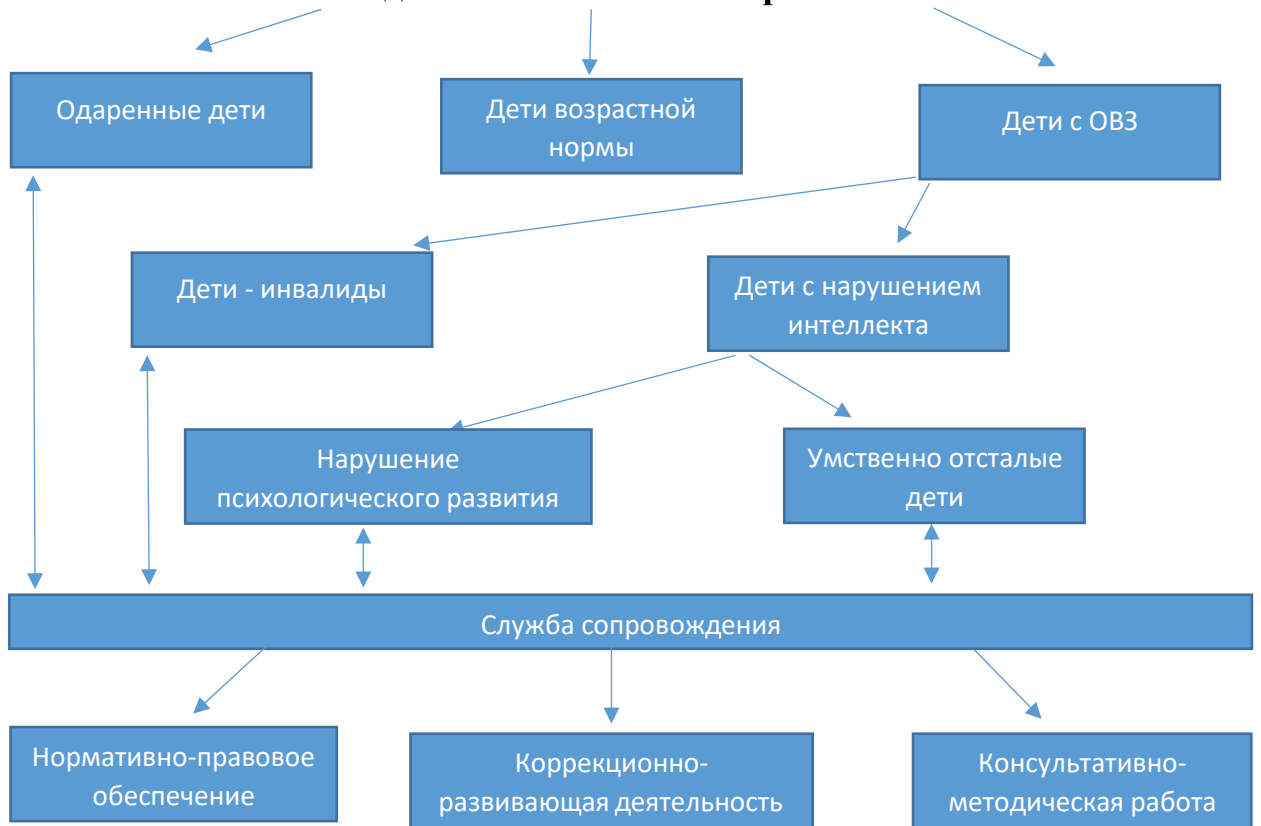 Одаренные дети
Дети возрастной
нормы
Дети с ОВЗ
Дети - инвалиды
Дети с нарушением
интеллекта
Нарушение
психологического развития
Умственно отсталые
дети
Служба сопровождения
Нормативно-правовое
обеспечение
Коррекционно-
развивающая деятельность
Консультативно-
методическая работа